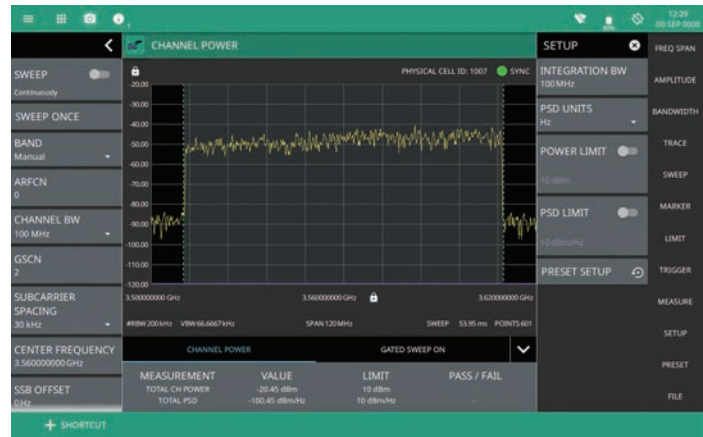 1
12:29
00 SEP 0000
CHANNEL POWER
SWEEP
Continuously
SWEEP ONCE
BAND
Manual
ARFCN
0
CHANNEL BW
100 MHz
GSCN
2
SUBCARRIER
SPACING
30 kHz
CENTER FREQUENCY
3.560000000 GHz
SSB OFFSET
0 Hz
PHYSICAL CELL ID: 1007 SYNC
-20.00
-30.00
-40.00
-50.00
-60.00
-70.00
-80.00
-90.00
-100.00
-110.00
-120.00
3.500000000 GHz 3.560000000 GHz 3.620000000 GHz
#RBW 200 kHz VBW 66.6667 kHz SPAN 120 MHz SWEEP 53.95 ms POINTS 601
CHANNEL POWER GATED SWEEP ON
MEASUREMENT VALUE LIMIT PASS / FAIL
TOTAL CH POWER -20.45 dBm 10 dBm
TOTAL PSD -100.45 dBm/Hz 10 dBm/Hz
SETUP
INTEGRATION BW
100 MHz
PSD UNITS
Hz
POWER LIMIT
10 dBm
PSD LIMIT
10 dBm/Hz
PRESET SETUP
FREQ SPAN
AMPLITUDE
BANDWIDTH
TRACE
SWEEP
MARKER
LIMIT
TRIGGER
MEASURE
SETUP
PRESET
FILE
+ SHORTCUT